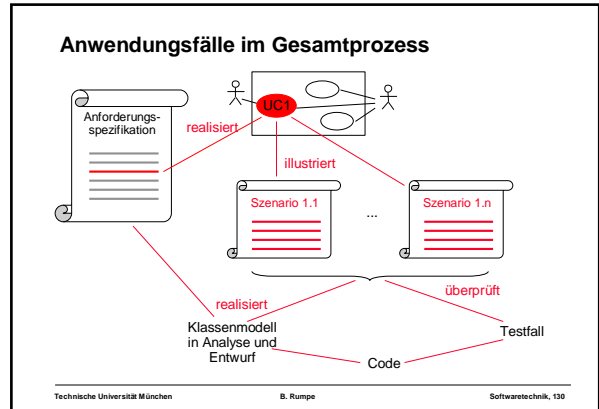 Anwendungsfälle im Gesamtprozess
Anforderungs-
spezifikation
UC1
realisiert
illustriert
Szenario 1.1
...
Szenario 1.n
realisiert
überprüft
Klassenmodell
in Analyse und
Entwurf
Testfall
Code
Technische Universität München
B. Rumpe
Softwaretechnik, 130